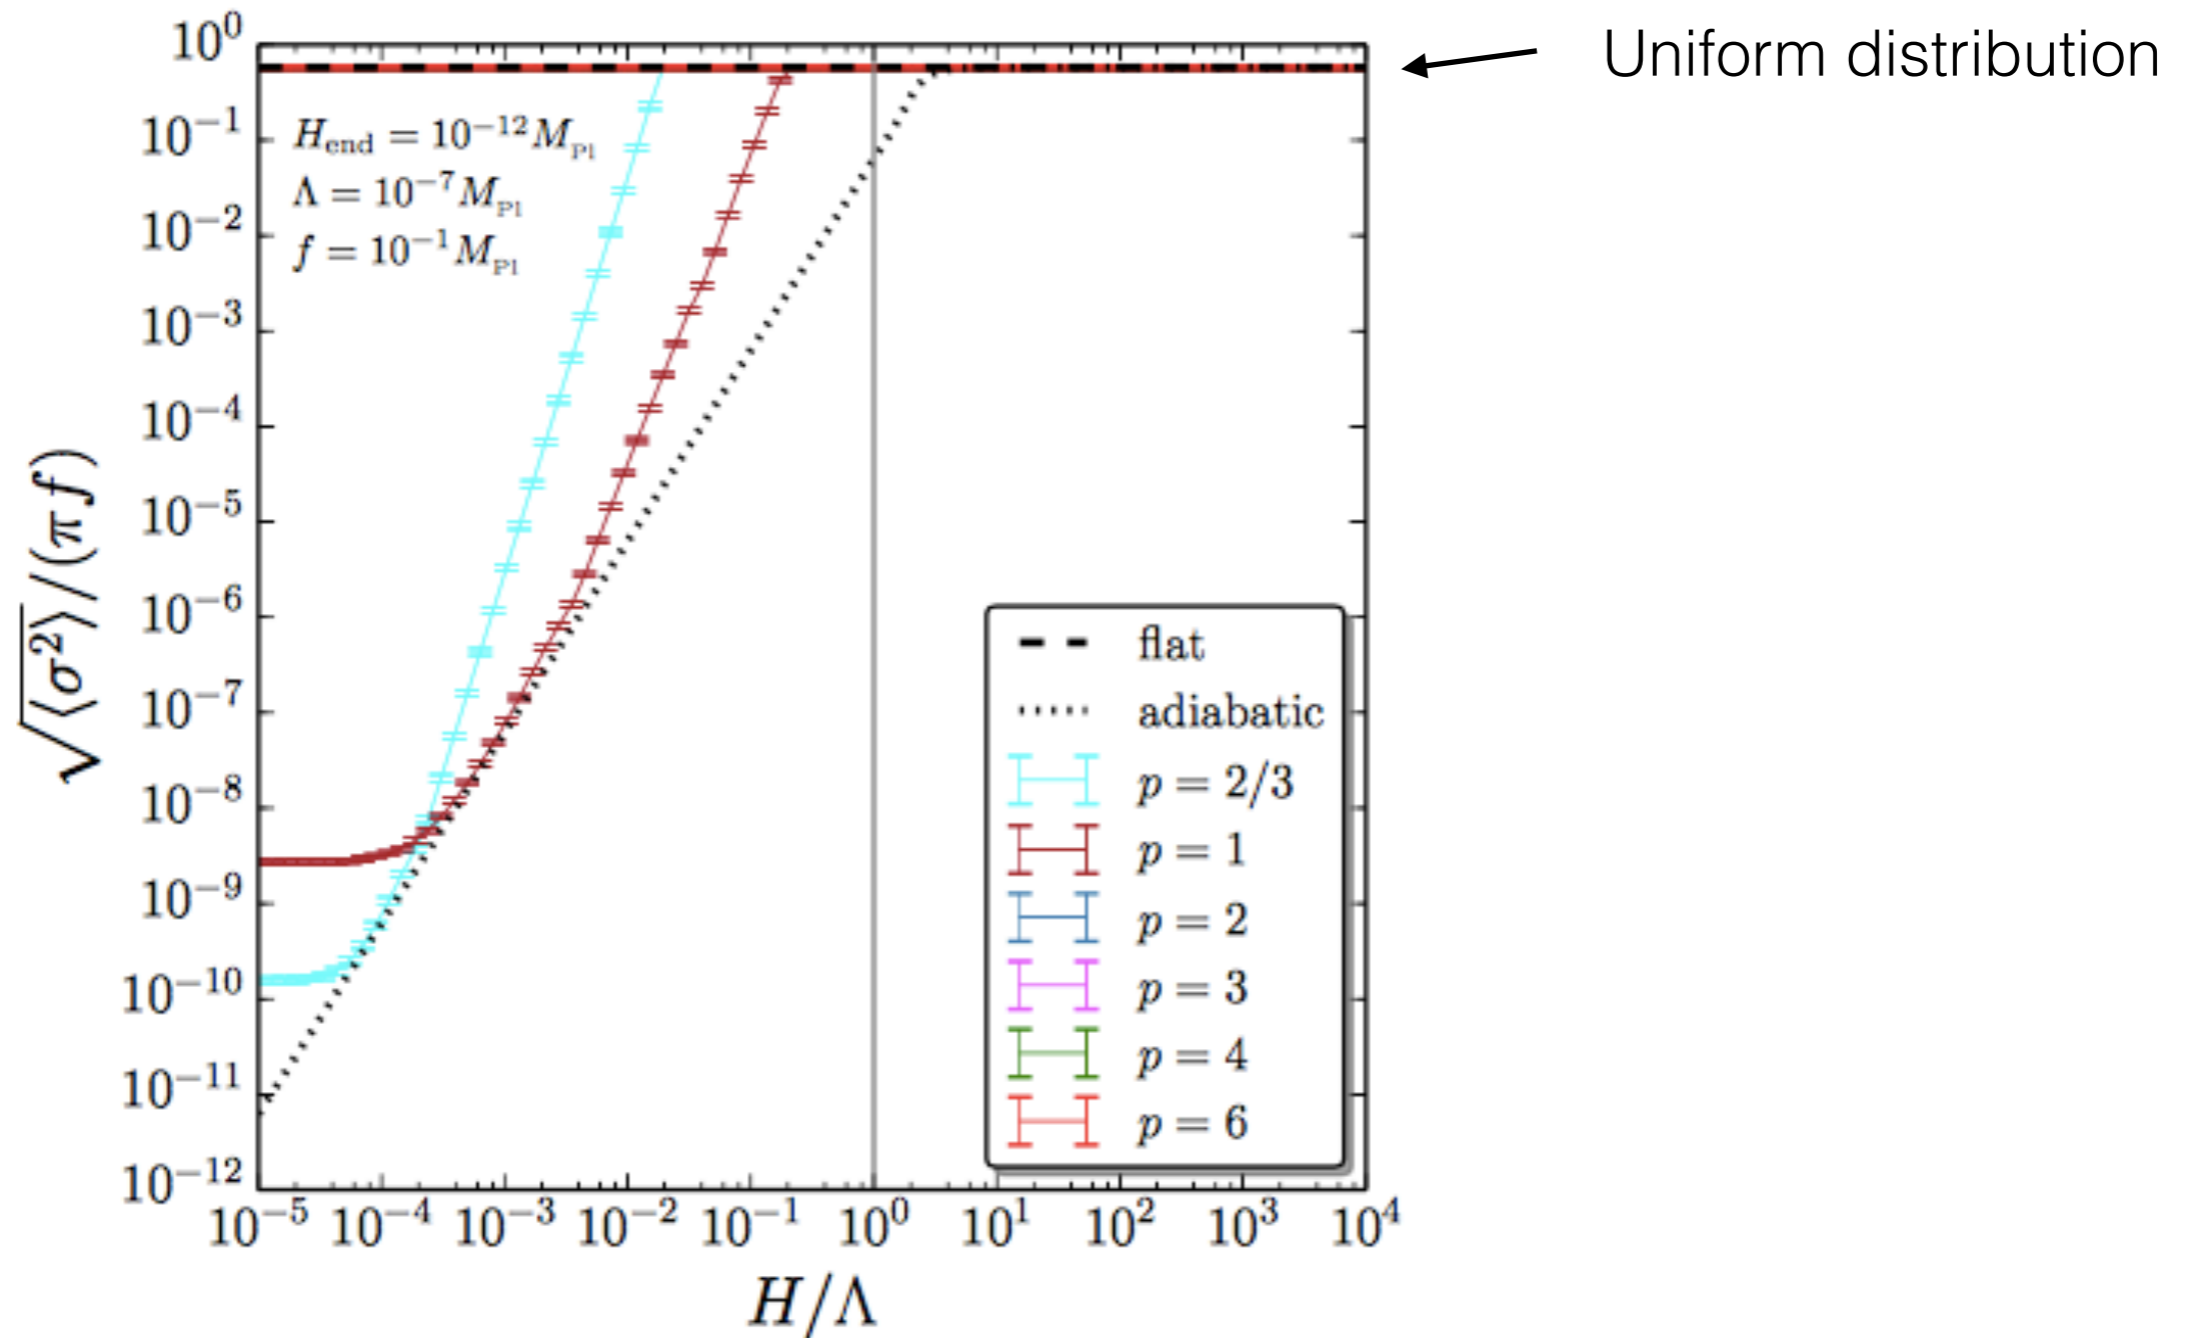 Uniform distribution
10^0
10^{-1}
10^{-2}
10^{-3}
10^{-4}
10^{-5}
10^{-6}
10^{-7}
10^{-8}
10^{-9}
10^{-10}
10^{-11}
10^{-12}
√⟨σ²⟩/(πf)
H_end = 10^{-12} M_Pl
Λ = 10^{-7} M_Pl
f = 10^{-1} M_Pl
flat
adiabatic
p = 2/3
p = 1
p = 2
p = 3
p = 4
p = 6
10^{-5} 10^{-4} 10^{-3} 10^{-2} 10^{-1} 10^0 10^1 10^2 10^3 10^4
H/Λ